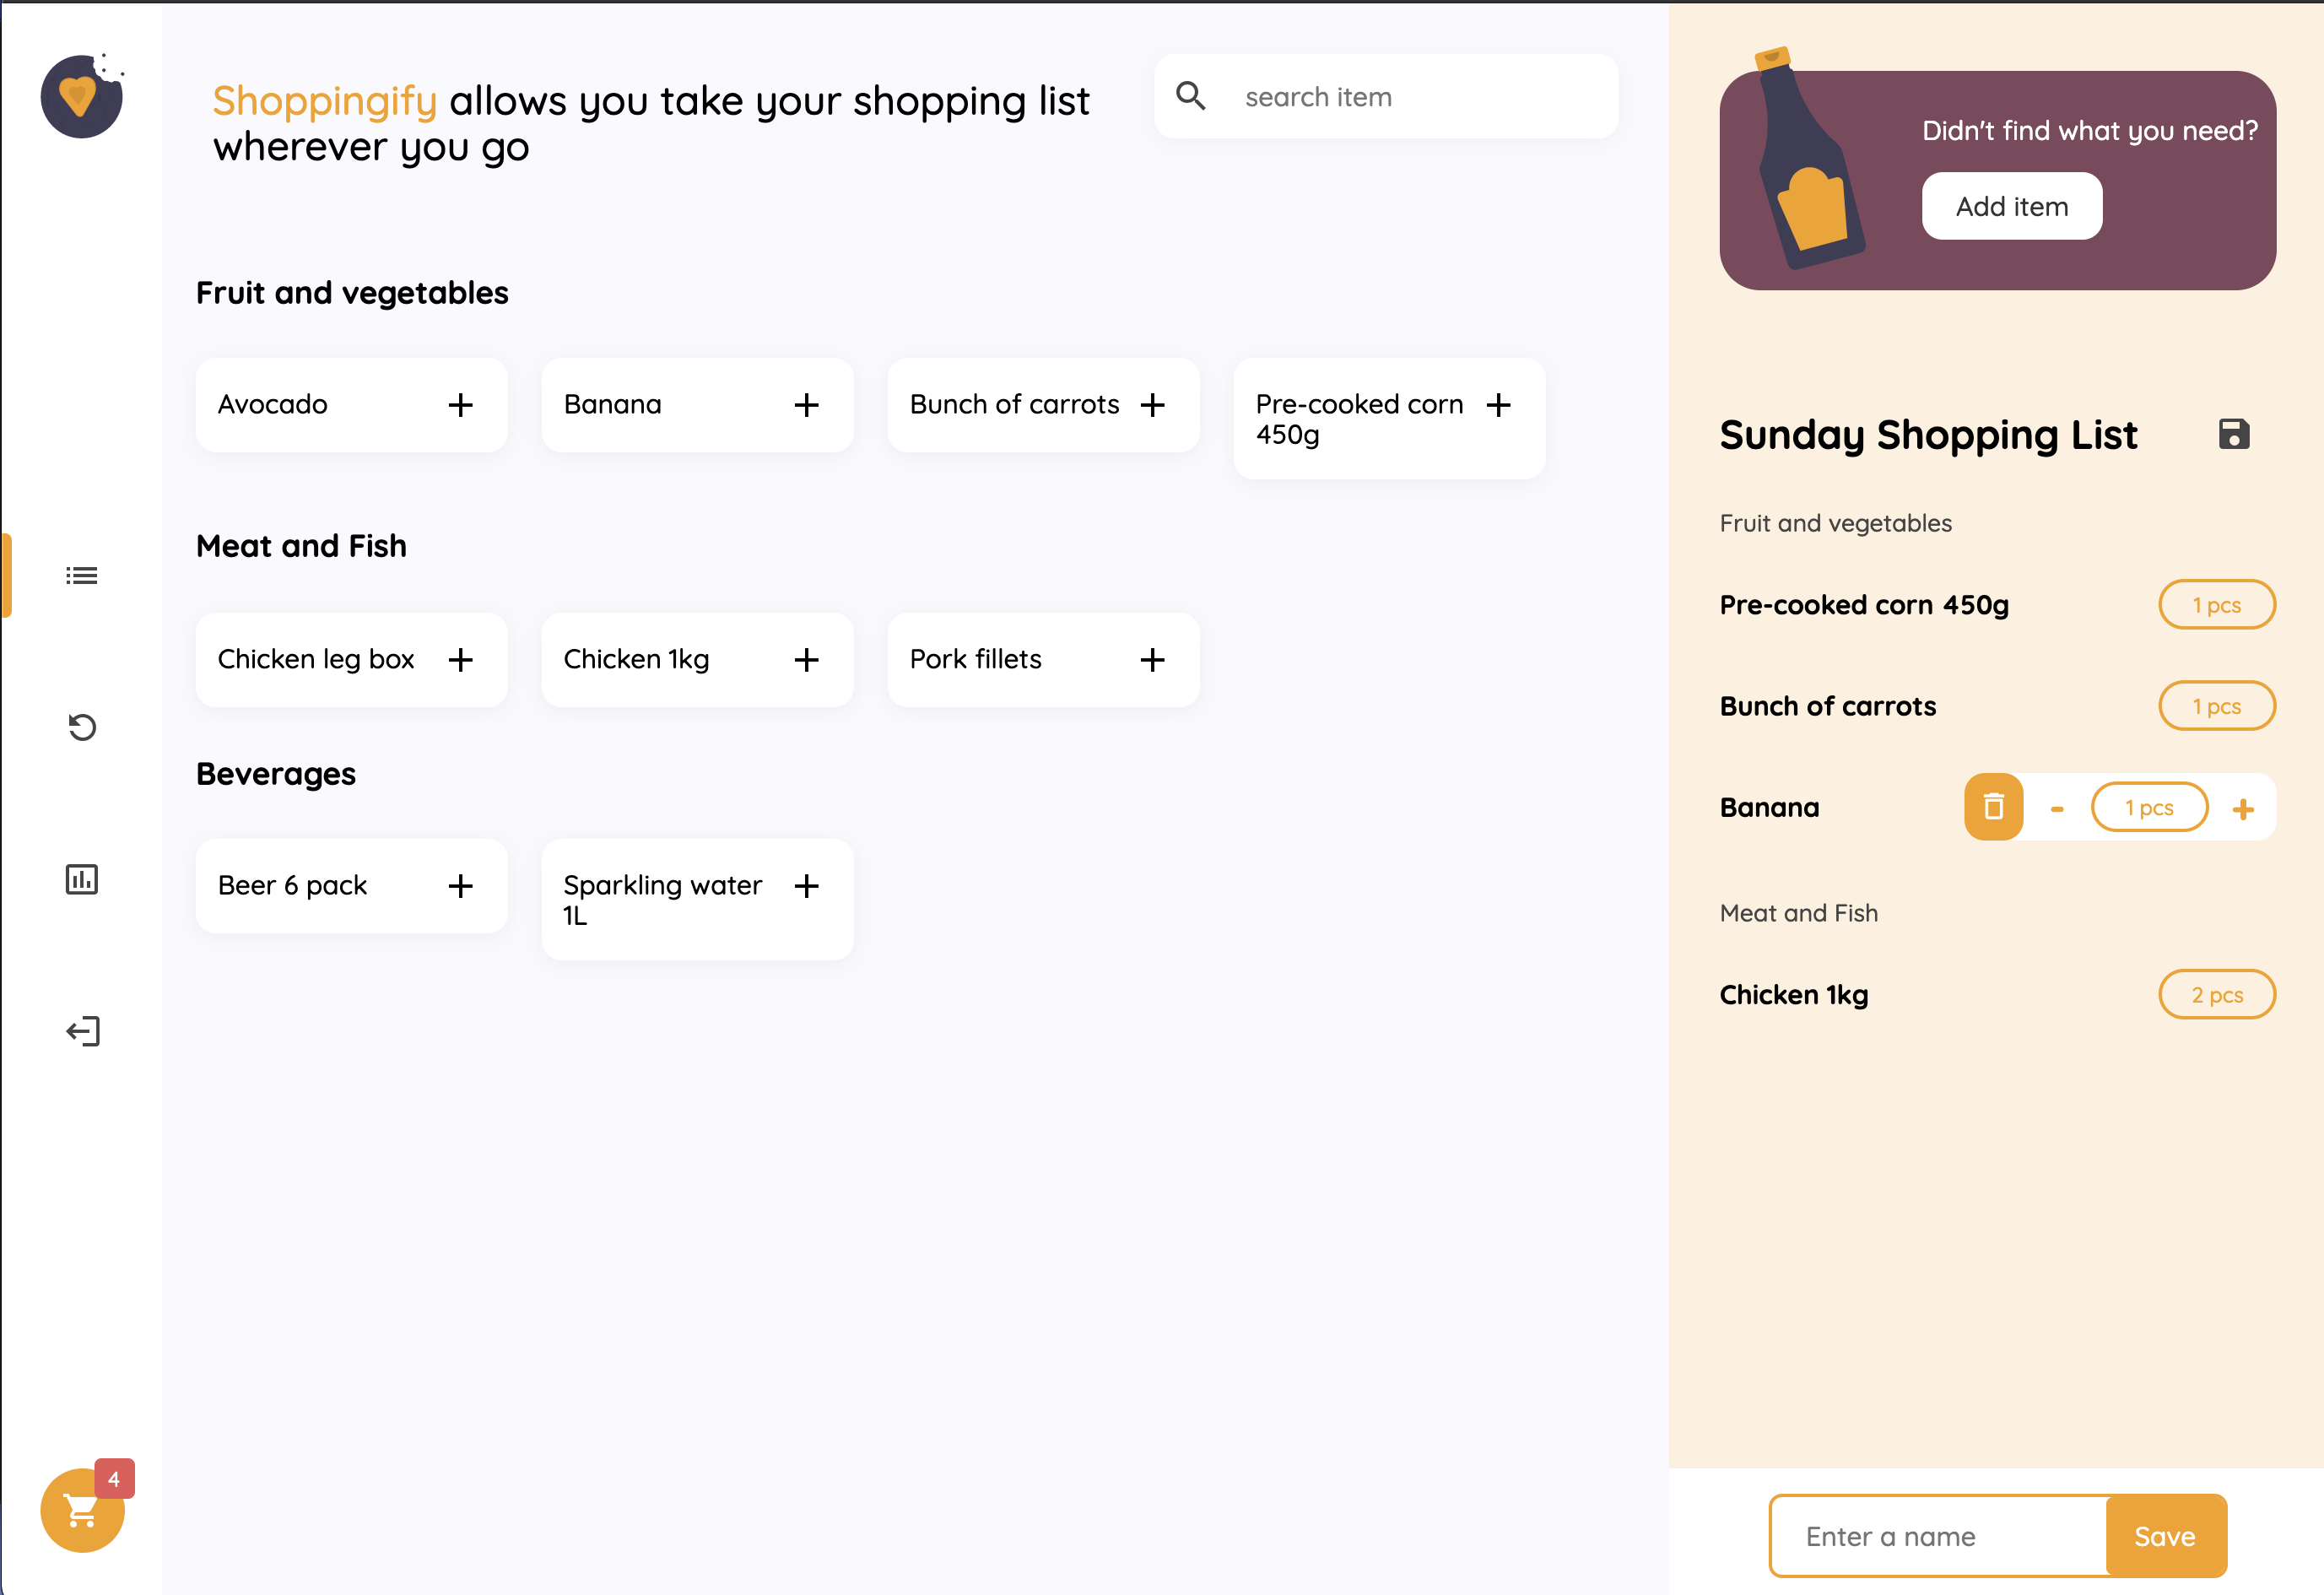 Shoppingify allows you take your shopping list
wherever you go
search item
Fruit and vegetables
Avocado
Banana
Bunch of carrots
Pre-cooked corn
450g
Meat and Fish
Chicken leg box
Chicken 1kg
Pork fillets
Beverages
Beer 6 pack
Sparkling water
1L
4
Didn't find what you need?
Add item
Sunday Shopping List
Fruit and vegetables
Pre-cooked corn 450g 1 pcs
Bunch of carrots 1 pcs
Banana - 1 pcs +
Meat and Fish
Chicken 1kg 2 pcs
Enter a name Save